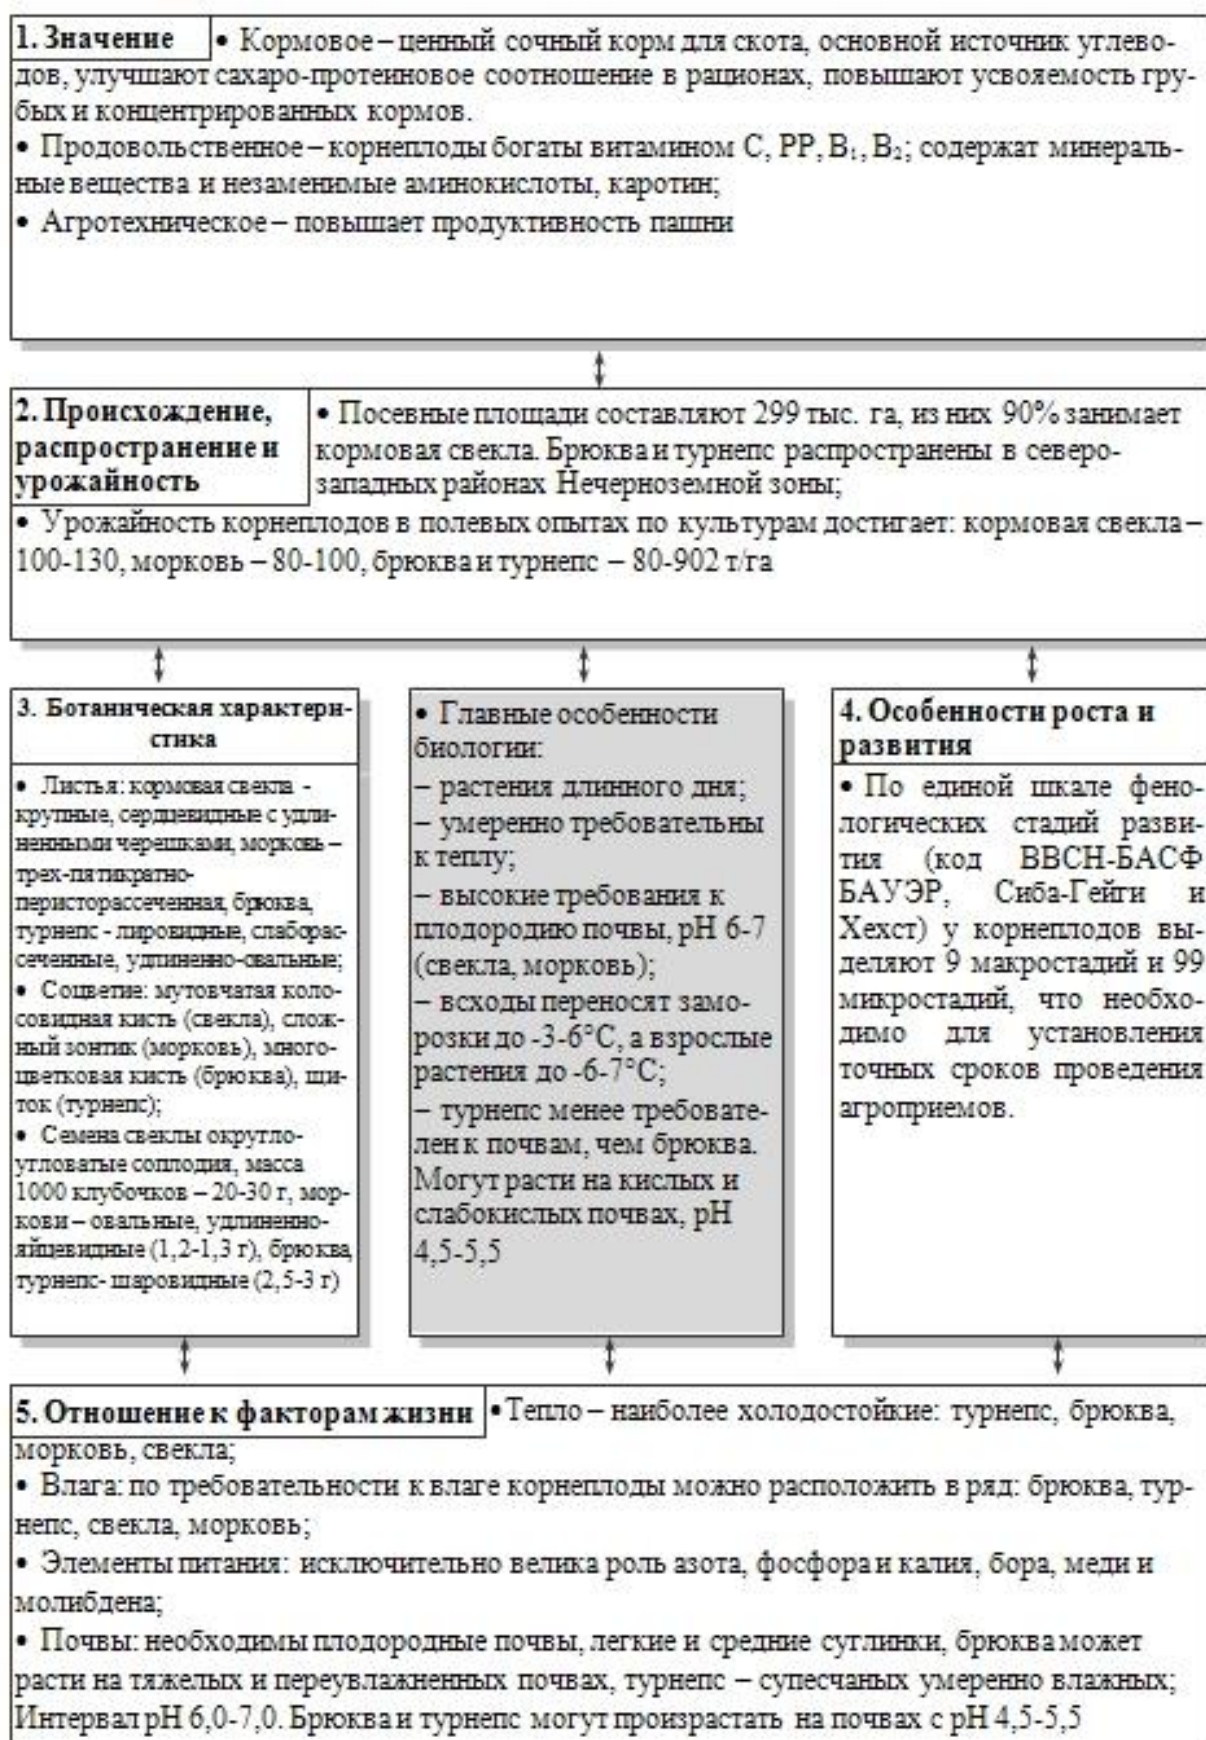 1. Значение • Кормовое – ценный сочный корм для скота, основной источник углево-
дов, улучшают сахаро-протеиновое соотношение в рационах, повышают усвояемость гру-
бых и концентрированных кормов.
• Продовольственное – корнеплоды богаты витамином С, РР, В₁, В₂; содержат минераль-
ные вещества и незаменимые аминокислоты, каротин;
• Агротехническое – повышает продуктивность пашни
2. Происхождение,
распространение и
урожайность
• Посевные площади составляют 299 тыс. га, из них 90% занимает
кормовая свекла. Брюква и турнепс распространены в северо-
западных районах Нечерноземной зоны;
• Урожайность корнеплодов в полевых опытах по культурам достигает: кормовая свекла –
100-130, морковь – 80-100, брюква и турнепс – 80-902 т/га
3. Ботаническая характери-
стика
• Листья: кормовая свекла -
крупные, сердцевидные с удли-
ненными черешками, морковь –
трех-пятикратно-
перисторассеченная, брюква,
турнепс - лировидные, слаборас-
сеченные, удлиненно-овальные;
• Соцветие: мутовчатая коло-
совидная кисть (свекла), слож-
ный зонтик (морковь), много-
цветковая кисть (брюква), щи-
ток (турнепс);
• Семена свеклы округло-
угловатые соплодия, масса
1000 клубочков – 20-30 г, мор-
кови – овальные, удлиненно-
яйцевидные (1,2-1,3 г), брюква,
турнепс- шаровидные (2,5-3 г)
• Главные особенности
биологии:
– растения длинного дня;
– умеренно требовательны
к теплу;
– высокие требования к
плодородию почвы, рН 6-7
(свекла, морковь);
– всходы переносят замо-
розки до -3-6°С, а взрослые
растения до -6-7°С;
– турнепс менее требовате-
лен к почвам, чем брюква.
Могут расти на кислых и
слабокислых почвах, рН
4,5-5,5
4. Особенности роста и
развития
• По единой шкале фено-
логических стадий разви-
тия (код ВВСН-БАСФ
БАУЭР, Сиба-Гейги и
Хехст) у корнеплодов вы-
деляют 9 макростадий и 99
микростадий, что необхо-
димо для установления
точных сроков проведения
агроприемов.
5. Отношение к факторам жизни • Тепло – наиболее холодостойкие: турнепс, брюква,
морковь, свекла;
• Влага: по требовательности к влаге корнеплоды можно расположить в ряд: брюква, тур-
непс, свекла, морковь;
• Элементы питания: исключительно велика роль азота, фосфора и калия, бора, меди и
молибдена;
• Почвы: необходимы плодородные почвы, легкие и средние суглинки, брюква может
расти на тяжелых и переувлажненных почвах, турнепс – супесчаных умеренно влажных;
Интервал рН 6,0-7,0. Брюква и турнепс могут произрастать на почвах с рН 4,5-5,5